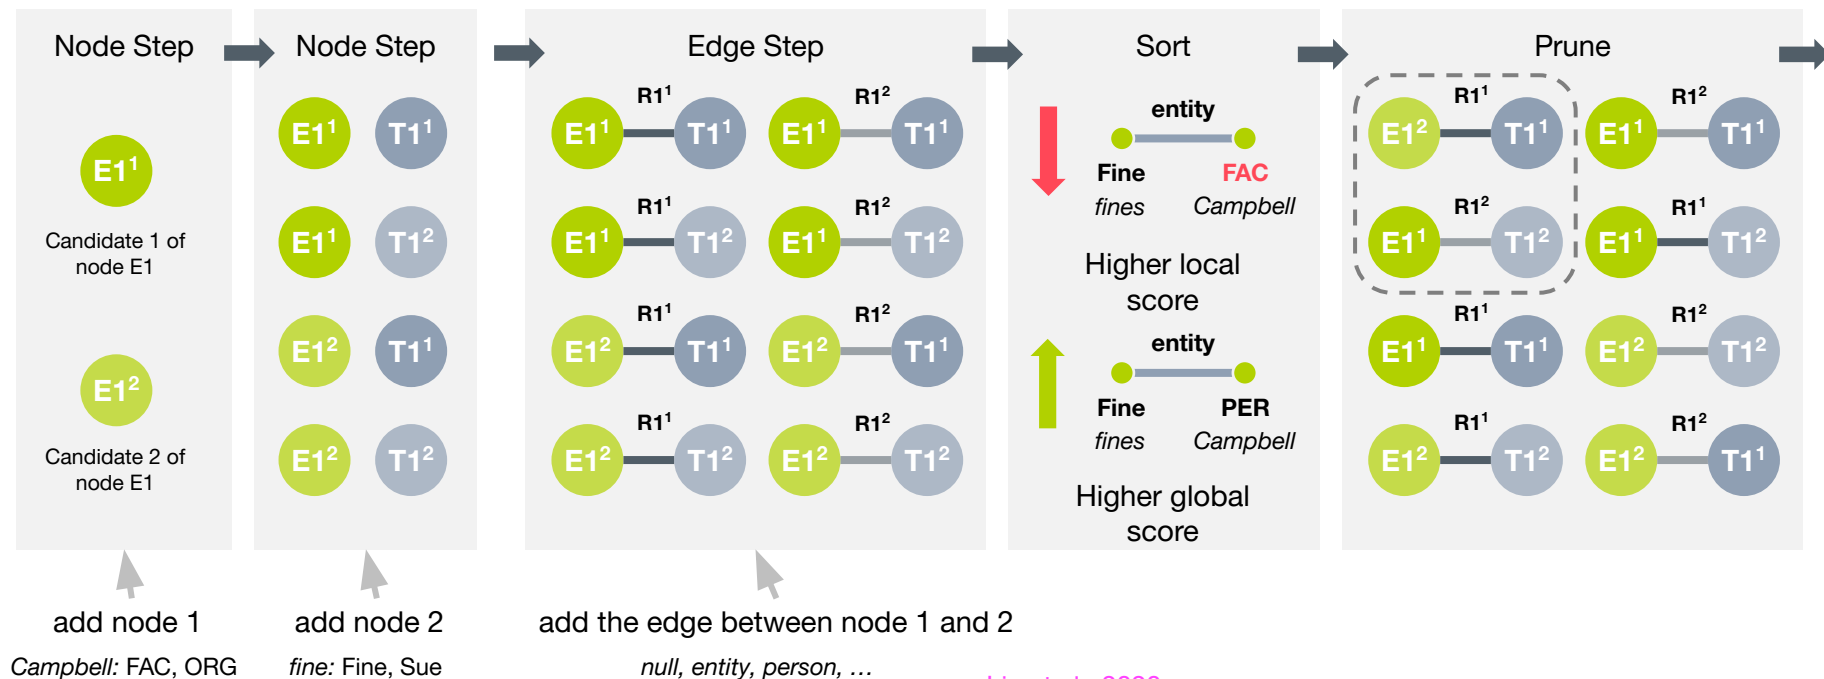 Node Step
Node Step
Edge Step
Sort
Prune
E1¹
Candidate 1 of
node E1
E1²
Candidate 2 of
node E1
E1¹ T1¹
E1¹ T1²
E1² T1¹
E1² T1²
E1¹ R1¹ T1¹ E1¹ R1² T1¹
E1¹ R1¹ T1² E1¹ R1² T1²
E1² R1¹ T1¹ E1² R1² T1¹
E1² R1¹ T1² E1² R1² T1²
entity
Fine FAC
fines Campbell
Higher local
score
entity
Fine PER
fines Campbell
Higher global
score
E1² R1¹ T1¹ E1¹ R1² T1¹
E1¹ R1² T1² E1¹ R1¹ T1²
E1¹ R1¹ T1¹ E1² R1² T1²
E1² R1¹ T1² E1² R1² T1¹
add node 1
Campbell: FAC, ORG
add node 2
fine: Fine, Sue
add the edge between node 1 and 2
null, entity, person, ...